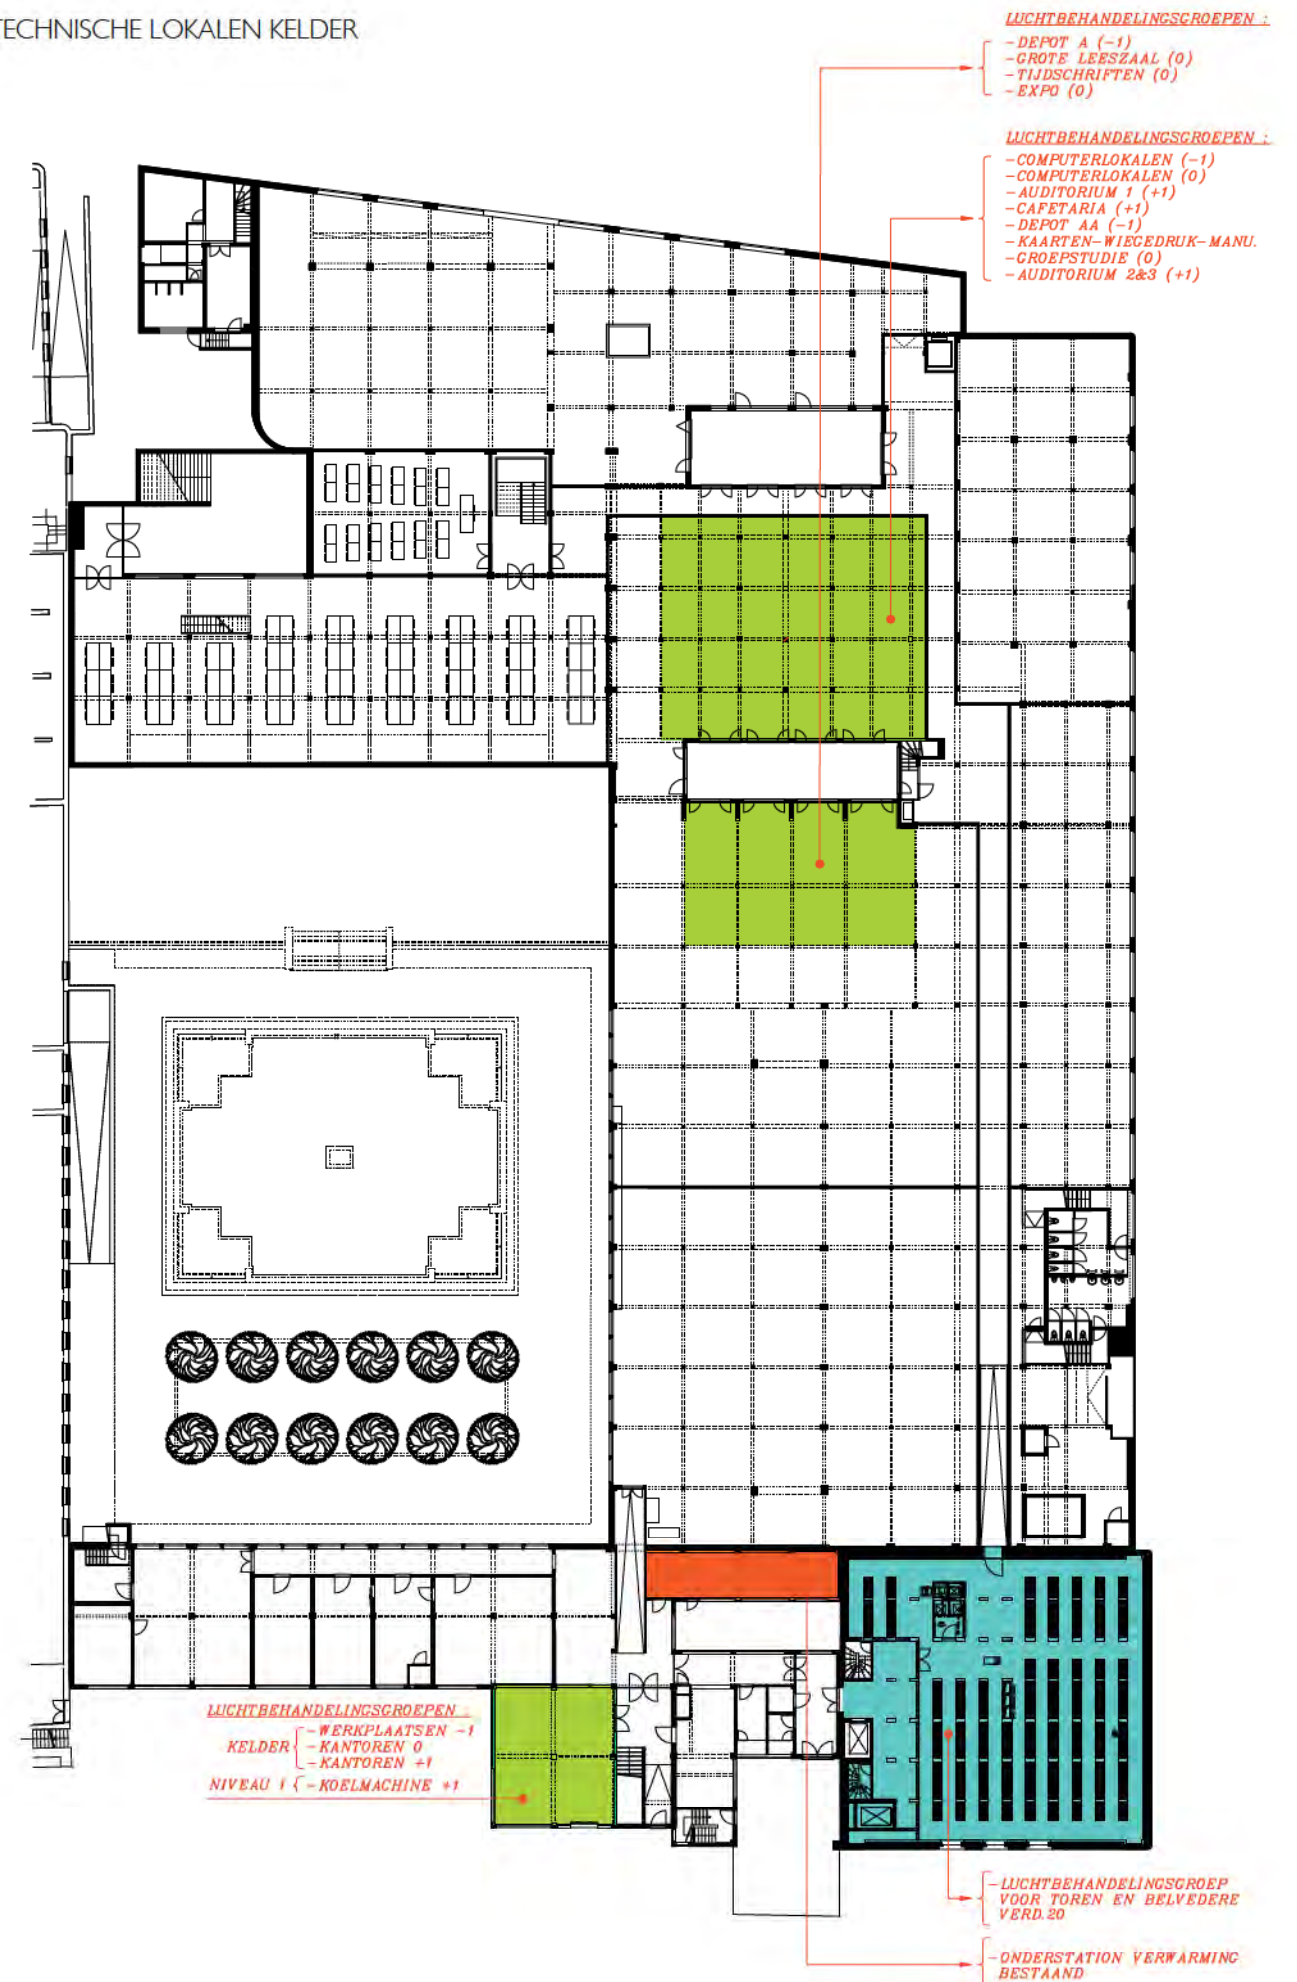 TECHNISCHE LOKALEN KELDER
LUCHTBEHANDELINGSGROEPEN :
-DEPOT A (-1)
-GROTE LEESZAAL (0)
-TIJDSCHRIFTEN (0)
-EXPO (0)
LUCHTBEHANDELINGSGROEPEN :
-COMPUTERLOKALEN (-1)
-COMPUTERLOKALEN (0)
-AUDITORIUM 1 (+1)
-CAFETARIA (+1)
-DEPOT AA (-1)
-KAARTEN-WIEGEDRUK-MANU.
-GROEPSTUDIE (0)
-AUDITORIUM 2&3 (+1)
LUCHTBEHANDELINGSGROEPEN :
-WERKPLAATSEN -1
KELDER -KANTOREN 0
-KANTOREN +1
NIVEAU 1 -KOELMACHINE +1
-LUCHTBEHANDELINGSGROEP
VOOR TOREN EN BELVEDERE
VERD.20
-ONDERSTATION VERWARMING
BESTAAND